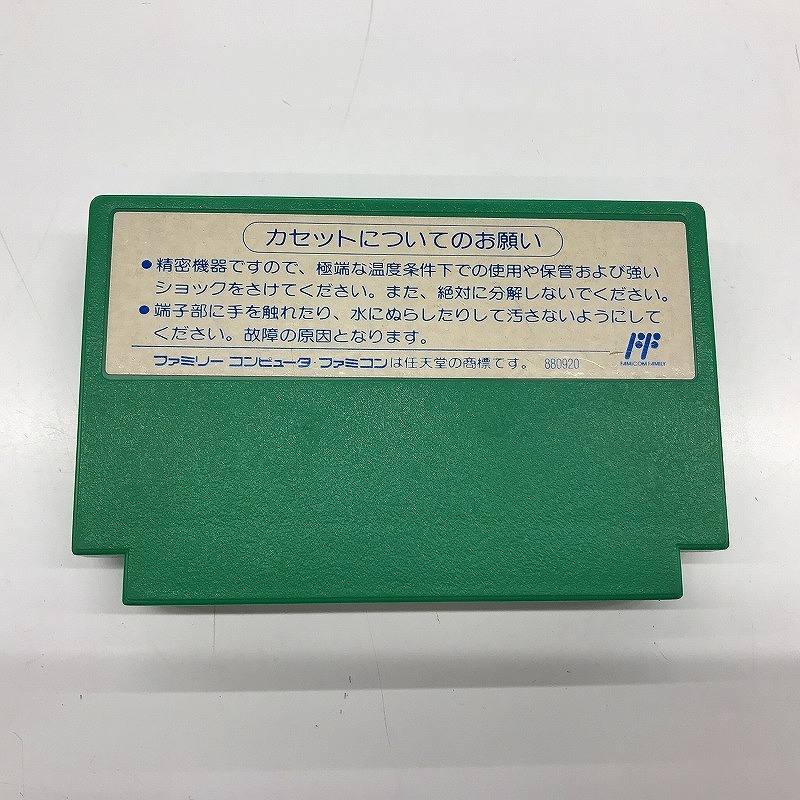 カセットについてのお願い
●精密機器ですので、極端な温度条件下での使用や保管および強い
ショックをさけてください。また、絶対に分解しないでください。
●端子部に手を触れたり、水にぬらしたりして汚さないようにして
ください。故障の原因となります。
ファミリーコンピュータ・ファミコンは任天堂の商標です。 880920
FF
FAMICOM FAMILY